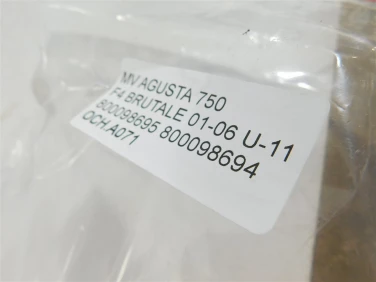 MV AGUSTA 750
F4 BRUTALE 01-06 U-11
800098695 800098694
OCH.A071